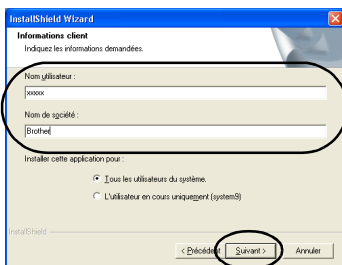 InstallShield Wizard
Informations client
Indiquez les informations demandées.
Nom utilisateur :
xxxxx
Nom de société :
Brother
Installer cette application pour :
Tous les utilisateurs du système.
L'utilisateur en cours uniquement (system9)
InstallShield
< Précédent Suivant > Annuler